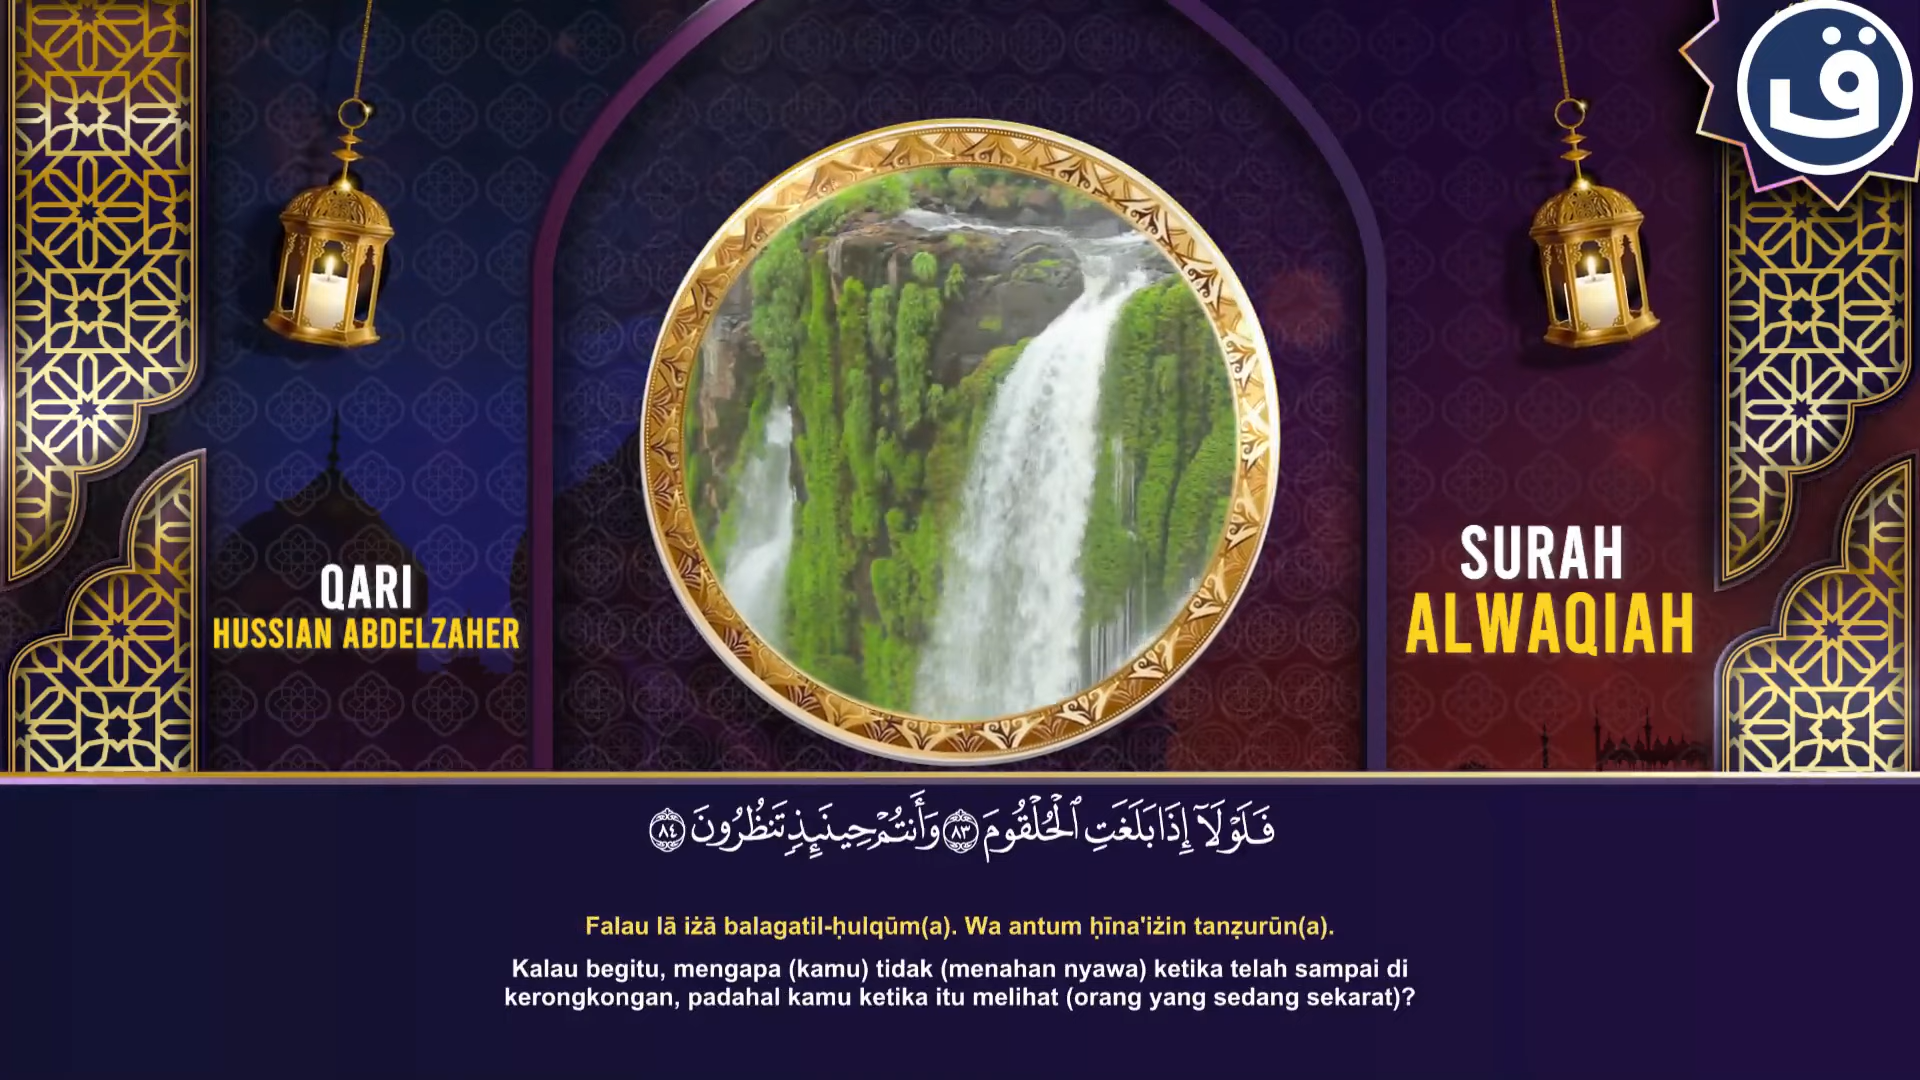 ق
QARI
HUSSIAN ABDELZAHER
SURAH
ALWAQIAH
فَلَوْلَآ إِذَا بَلَغَتِ ٱلْحُلْقُومَ ٨٣ وَأَنتُمْ حِينَئِذٍ تَنظُرُونَ ٨٤
Falau lā iżā balagatil-ḥulqūm(a). Wa antum ḥīna'iżin tanẓurūn(a).
Kalau begitu, mengapa (kamu) tidak (menahan nyawa) ketika telah sampai di
kerongkongan, padahal kamu ketika itu melihat (orang yang sedang sekarat)?